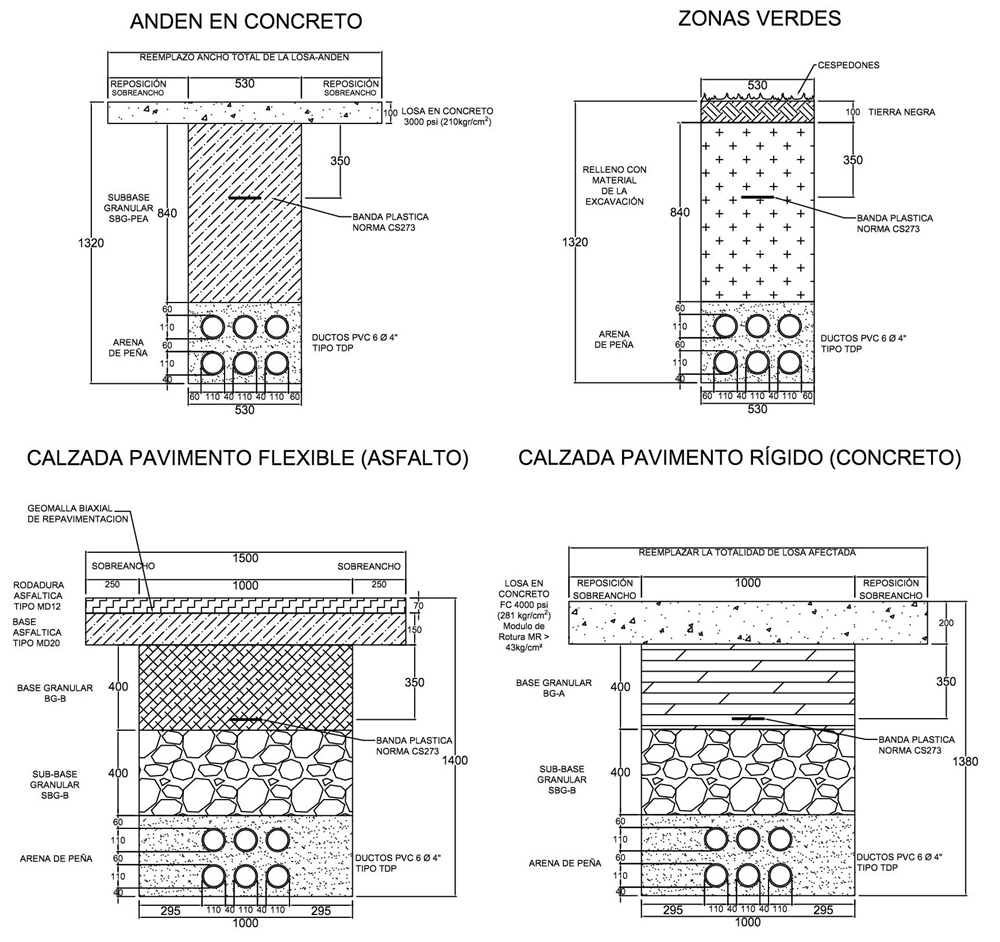 ANDEN EN CONCRETO
REEMPLAZO ANCHO TOTAL DE LA LOSA-ANDEN
REPOSICIÓN
SOBREANCHO
530
REPOSICIÓN
SOBREANCHO
100
LOSA EN CONCRETO
3000 psi (210kgr/cm²)
350
SUBBASE
GRANULAR
SBG-PEA
840
1320
BANDA PLASTICA
NORMA CS273
60
110
60
110
40
ARENA
DE PEÑA
DUCTOS PVC 6 Ø 4"
TIPO TDP
60 110 40 110 40 110 60
530
ZONAS VERDES
CESPEDONES
530
100
TIERRA NEGRA
350
RELLENO CON
MATERIAL
DE LA
EXCAVACIÓN
840
1320
BANDA PLASTICA
NORMA CS273
60
110
60
110
40
ARENA
DE PEÑA
DUCTOS PVC 6 Ø 4"
TIPO TDP
60 110 40 110 40 110 60
530
CALZADA PAVIMENTO FLEXIBLE (ASFALTO)
GEOMALLA BIAXIAL
DE REPAVIMENTACION
1500
SOBREANCHO
SOBREANCHO
250 1000 250
RODADURA
ASFALTICA
TIPO MD12
70
BASE
ASFALTICA
TIPO MD20
150
BASE GRANULAR
BG-B
400
350
BANDA PLASTICA
NORMA CS273
1400
SUB-BASE
GRANULAR
SBG-B
400
60
110
60
110
40
ARENA DE PEÑA
DUCTOS PVC 6 Ø 4"
TIPO TDP
295 110 40 110 40 110 295
1000
CALZADA PAVIMENTO RÍGIDO (CONCRETO)
REEMPLAZAR LA TOTALIDAD DE LOSA AFECTADA
REPOSICIÓN
SOBREANCHO
1000
REPOSICIÓN
SOBREANCHO
LOSA EN
CONCRETO
FC 4000 psi
(281 kgr/cm²)
Modulo de
Rotura MR >
43kg/cm²
200
BASE GRANULAR
BG-A
400
350
BANDA PLASTICA
NORMA CS273
1380
SUB-BASE
GRANULAR
SBG-B
400
60
110
60
110
40
ARENA DE PEÑA
DUCTOS PVC 6 Ø 4"
TIPO TDP
295 110 40 110 40 110 295
1000